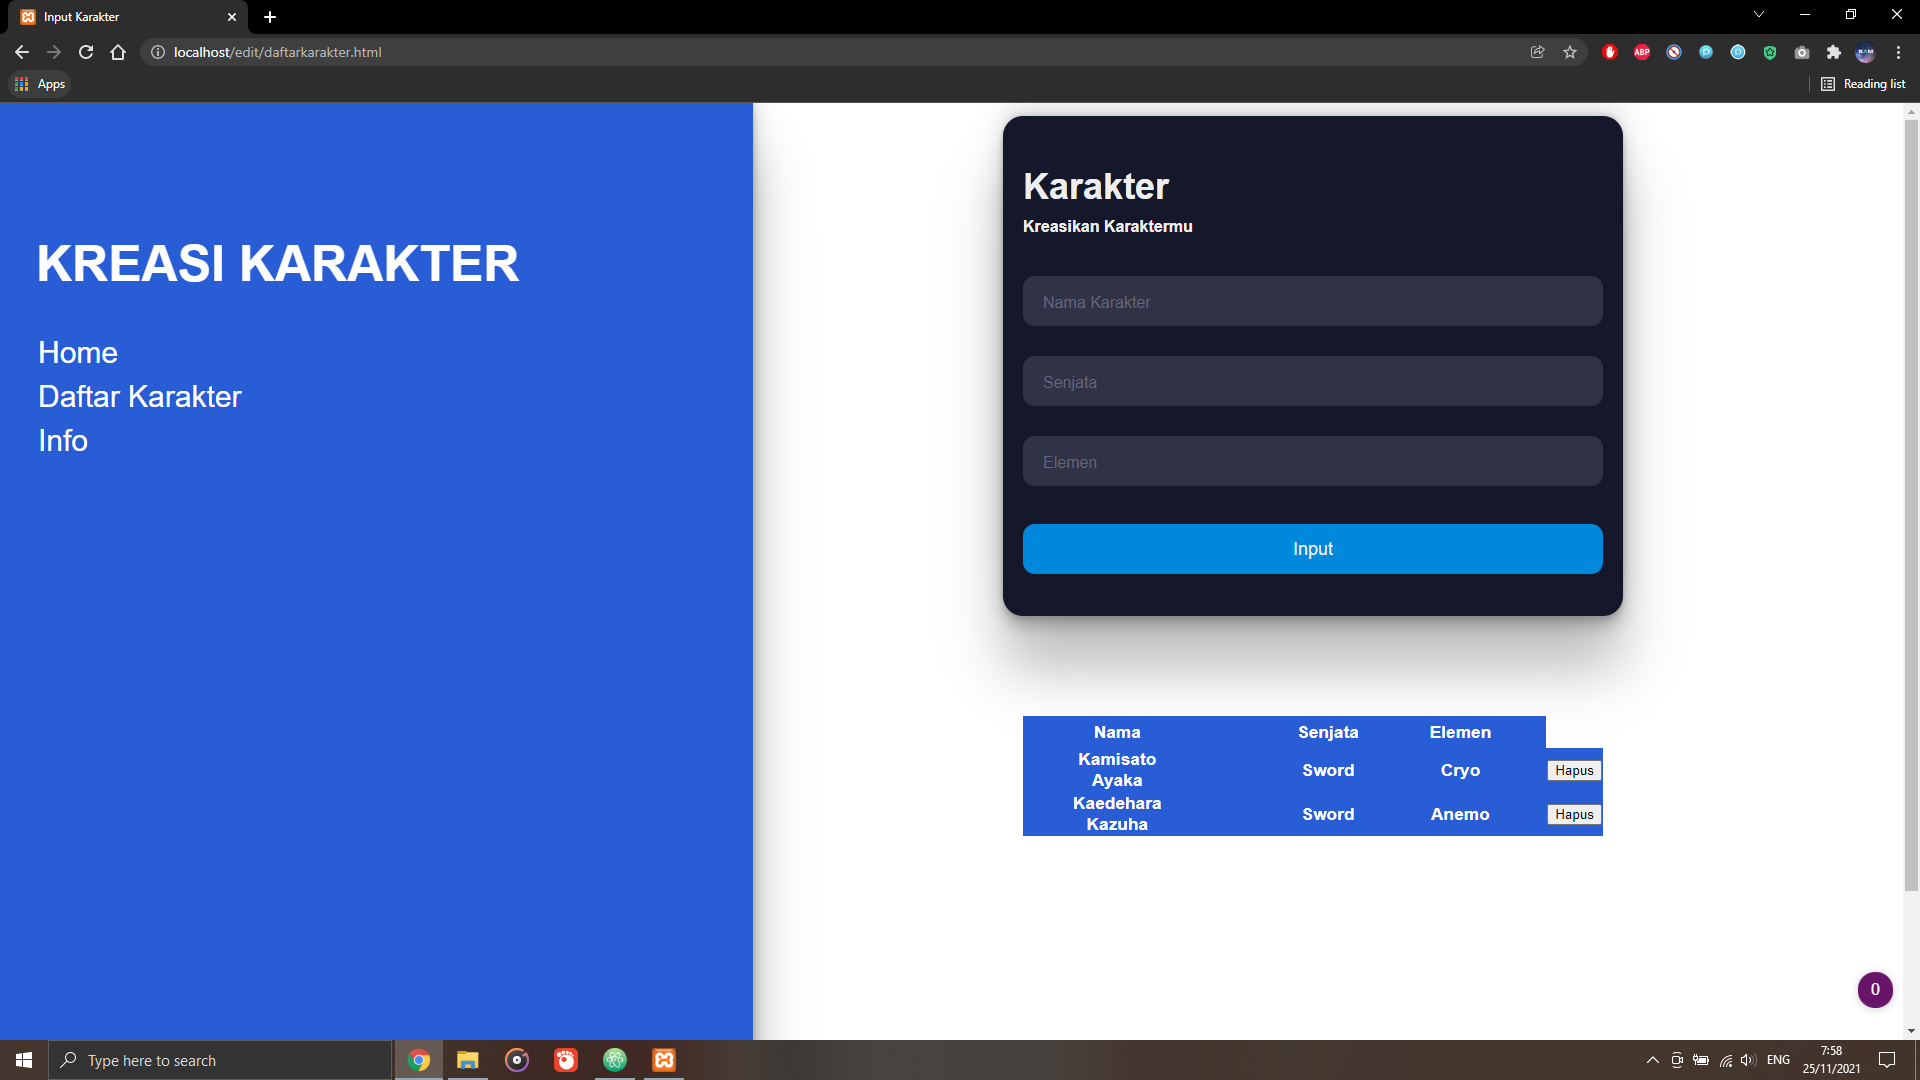 Input Karakter
localhost/edit/daftarkarakter.html
ABP
Apps
Reading list
KREASI KARAKTER
Home
Daftar Karakter
Info
Karakter
Kreasikan Karaktermu
Nama Karakter
Senjata
Elemen
Input
Nama Senjata Elemen
Kamisato Ayaka Sword Cryo Hapus
Kaedehara Kazuha Sword Anemo Hapus
0
Type here to search
ENG
7:58
25/11/2021